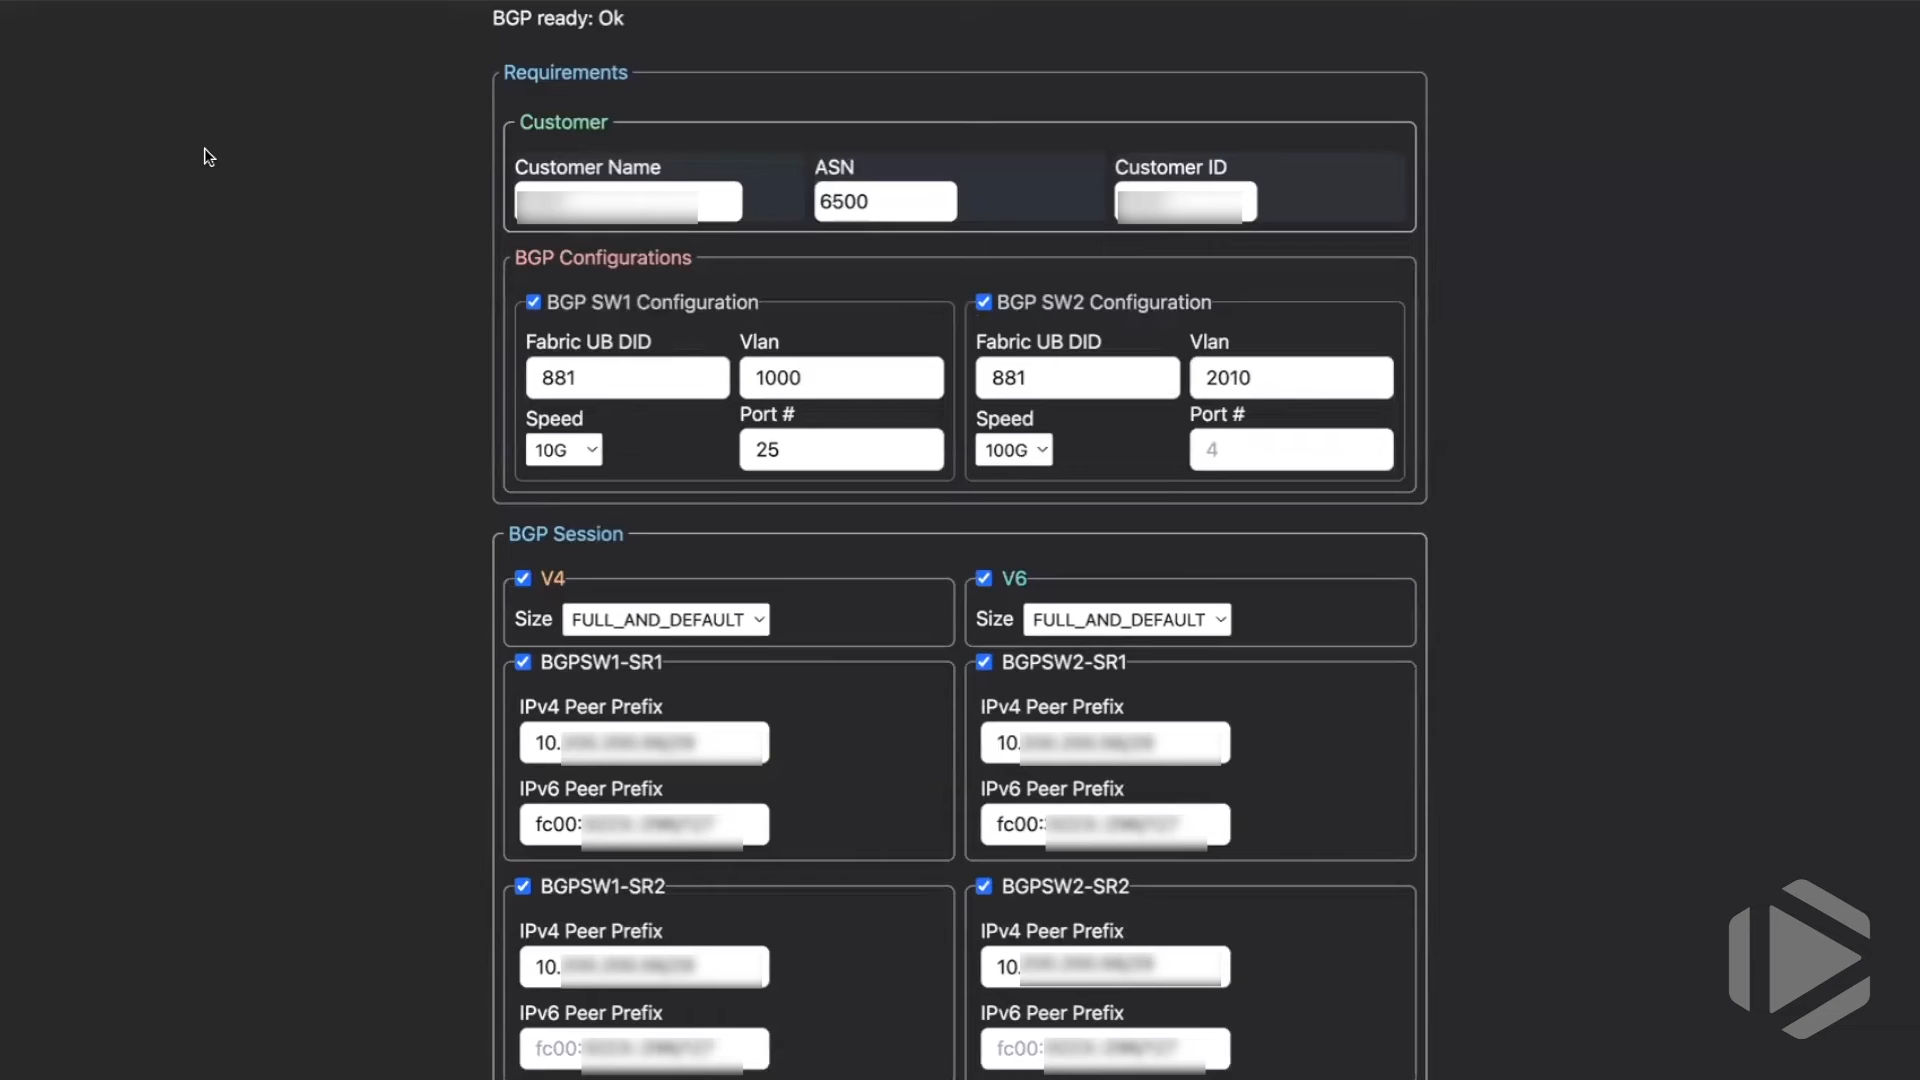 BGP ready: Ok
Requirements
Customer
Customer Name
ASN
Customer ID
6500
BGP Configurations
BGP SW1 Configuration
BGP SW2 Configuration
Fabric UB DID
Vlan
Fabric UB DID
Vlan
881
1000
881
2010
Speed
Port #
Speed
Port #
10G
25
100G
4
BGP Session
V4
V6
Size FULL_AND_DEFAULT
Size FULL_AND_DEFAULT
BGPSW1-SR1
BGPSW2-SR1
IPv4 Peer Prefix
IPv4 Peer Prefix
10.
10.
IPv6 Peer Prefix
IPv6 Peer Prefix
fc00:
fc00:
BGPSW1-SR2
BGPSW2-SR2
IPv4 Peer Prefix
IPv4 Peer Prefix
10.
10.
IPv6 Peer Prefix
IPv6 Peer Prefix
fc00:
fc00: